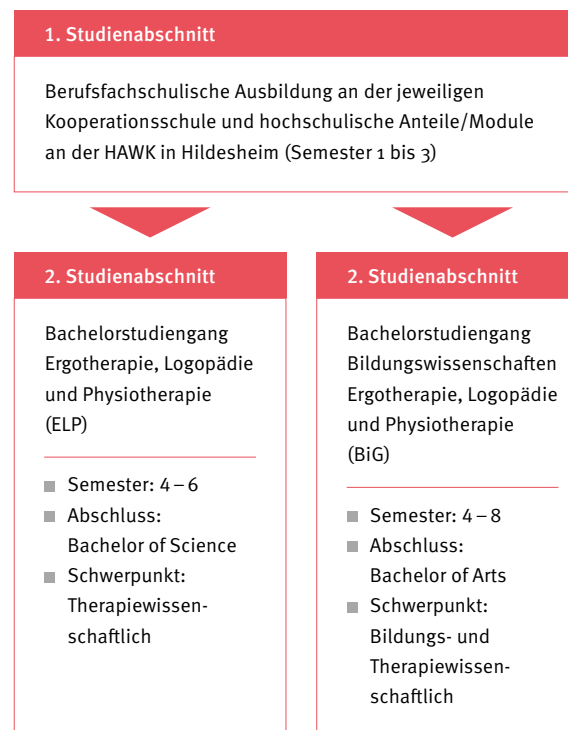 1. Studienabschnitt
Berufsfachschulische Ausbildung an der jeweiligen
Kooperationsschule und hochschulische Anteile/Module
an der HAWK in Hildesheim (Semester 1 bis 3)
2. Studienabschnitt
Bachelorstudiengang
Ergotherapie, Logopädie
und Physiotherapie
(ELP)
Semester: 4 – 6
Abschluss:
Bachelor of Science
Schwerpunkt:
Therapiewissen-
schaftlich
2. Studienabschnitt
Bachelorstudiengang
Bildungswissenschaften
Ergotherapie, Logopädie
und Physiotherapie
(BiG)
Semester: 4 – 8
Abschluss:
Bachelor of Arts
Schwerpunkt:
Bildungs- und
Therapiewissen-
schaftlich